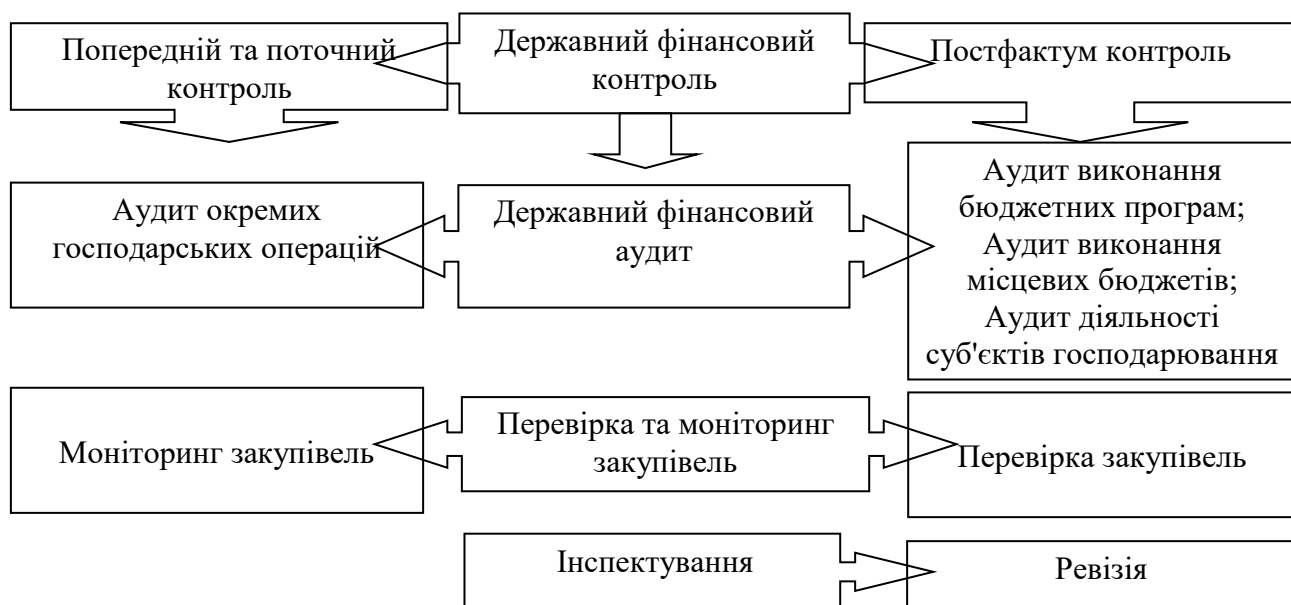 Попередній та поточний
контроль
Державний фінансовий
контроль
Постфактум контроль
Аудит окремих
господарських операцій
Державний фінансовий
аудит
Аудит виконання
бюджетних програм;
Аудит виконання
місцевих бюджетів;
Аудит діяльності
суб'єктів господарювання
Моніторинг закупівель
Перевірка та моніторинг
закупівель
Перевірка закупівель
Інспектування
Ревізія